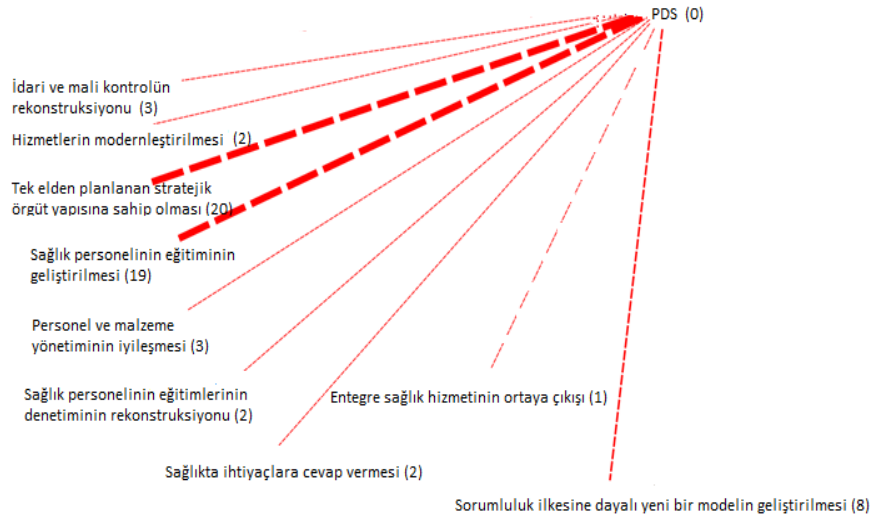 PDS (0)
İdari ve mali kontrolün
rekonstruksiyonu (3)
Hizmetlerin modernleştirilmesi (2)
Tek elden planlanan stratejik
örgüt yapısına sahip olması (20)
Sağlık personelinin eğitiminin
geliştirilmesi (19)
Personel ve malzeme
yönetiminin iyileşmesi (3)
Sağlık personelinin eğitimlerinin
denetiminin rekonstruksiyonu (2)
Entegre sağlık hizmetinin ortaya çıkışı (1)
Sağlıkta ihtiyaçlara cevap vermesi (2)
Sorumluluk ilkesine dayalı yeni bir modelin geliştirilmesi (8)